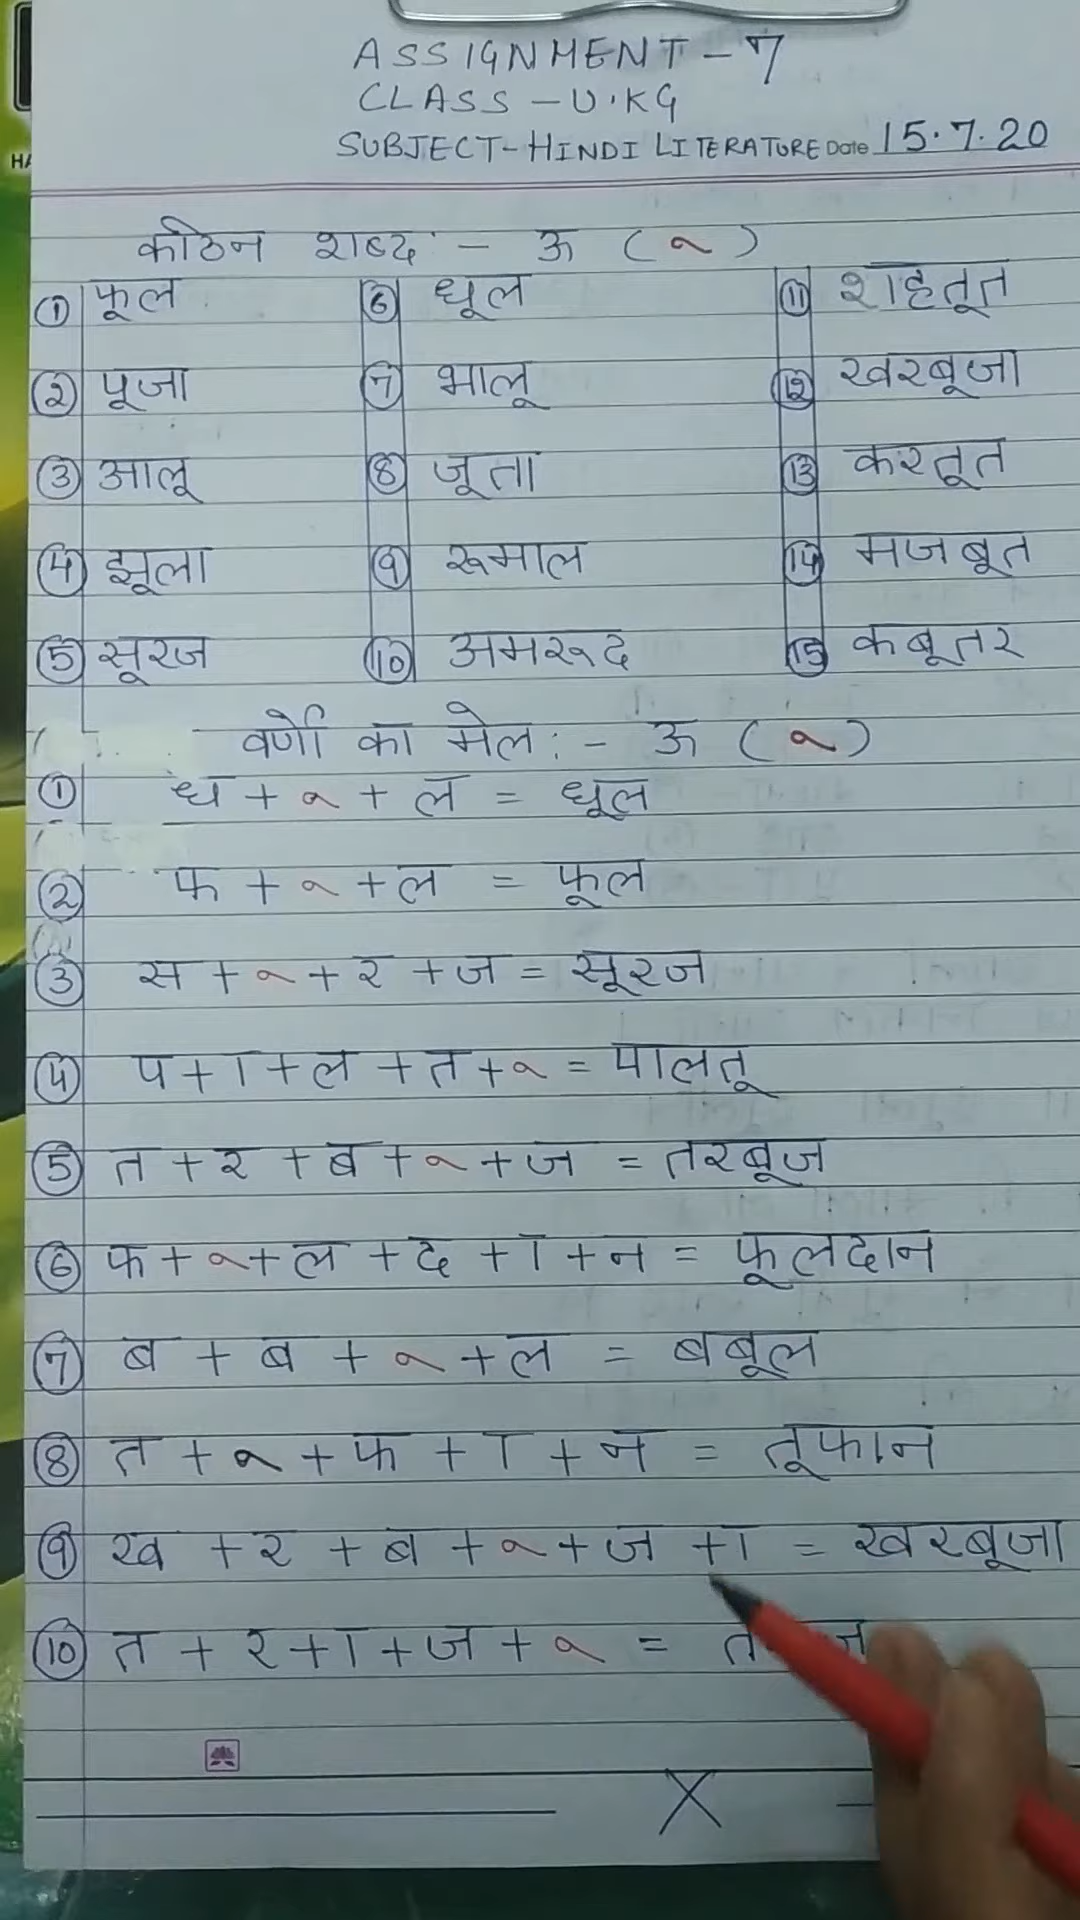 ASSIGNMENT-7
CLASS-U.KG
SUBJECT-HINDI LITERATURE Date 15.7.20
कठिन शब्द :- ऊ ( ू )
① फूल ⑥ धूल ⑪ शहतूत
② पूजा ⑦ भालू ⑫ खरबूजा
③ आलू ⑧ जूता ⑬ करतूत
④ झूला ⑨ रूमाल ⑭ मजबूत
⑤ सूरज ⑩ अमरूद ⑮ कबूतर
वर्णो का मेल :- ऊ ( ू )
① ध + ू + ल = धूल
② फ + ू + ल = फूल
③ स + ू + र + ज = सूरज
④ प + ा + ल + त + ू = पालतू
⑤ त + र + ब + ू + ज = तरबूज
⑥ फ + ू + ल + द + ा + न = फूलदान
⑦ ब + ब + ू + ल = बबूल
⑧ त + ू + फ + ा + न = तूफान
⑨ ख + र + ब + ू + ज + ा = खरबूजा
⑩ त + र + ा + ज + ू =
X